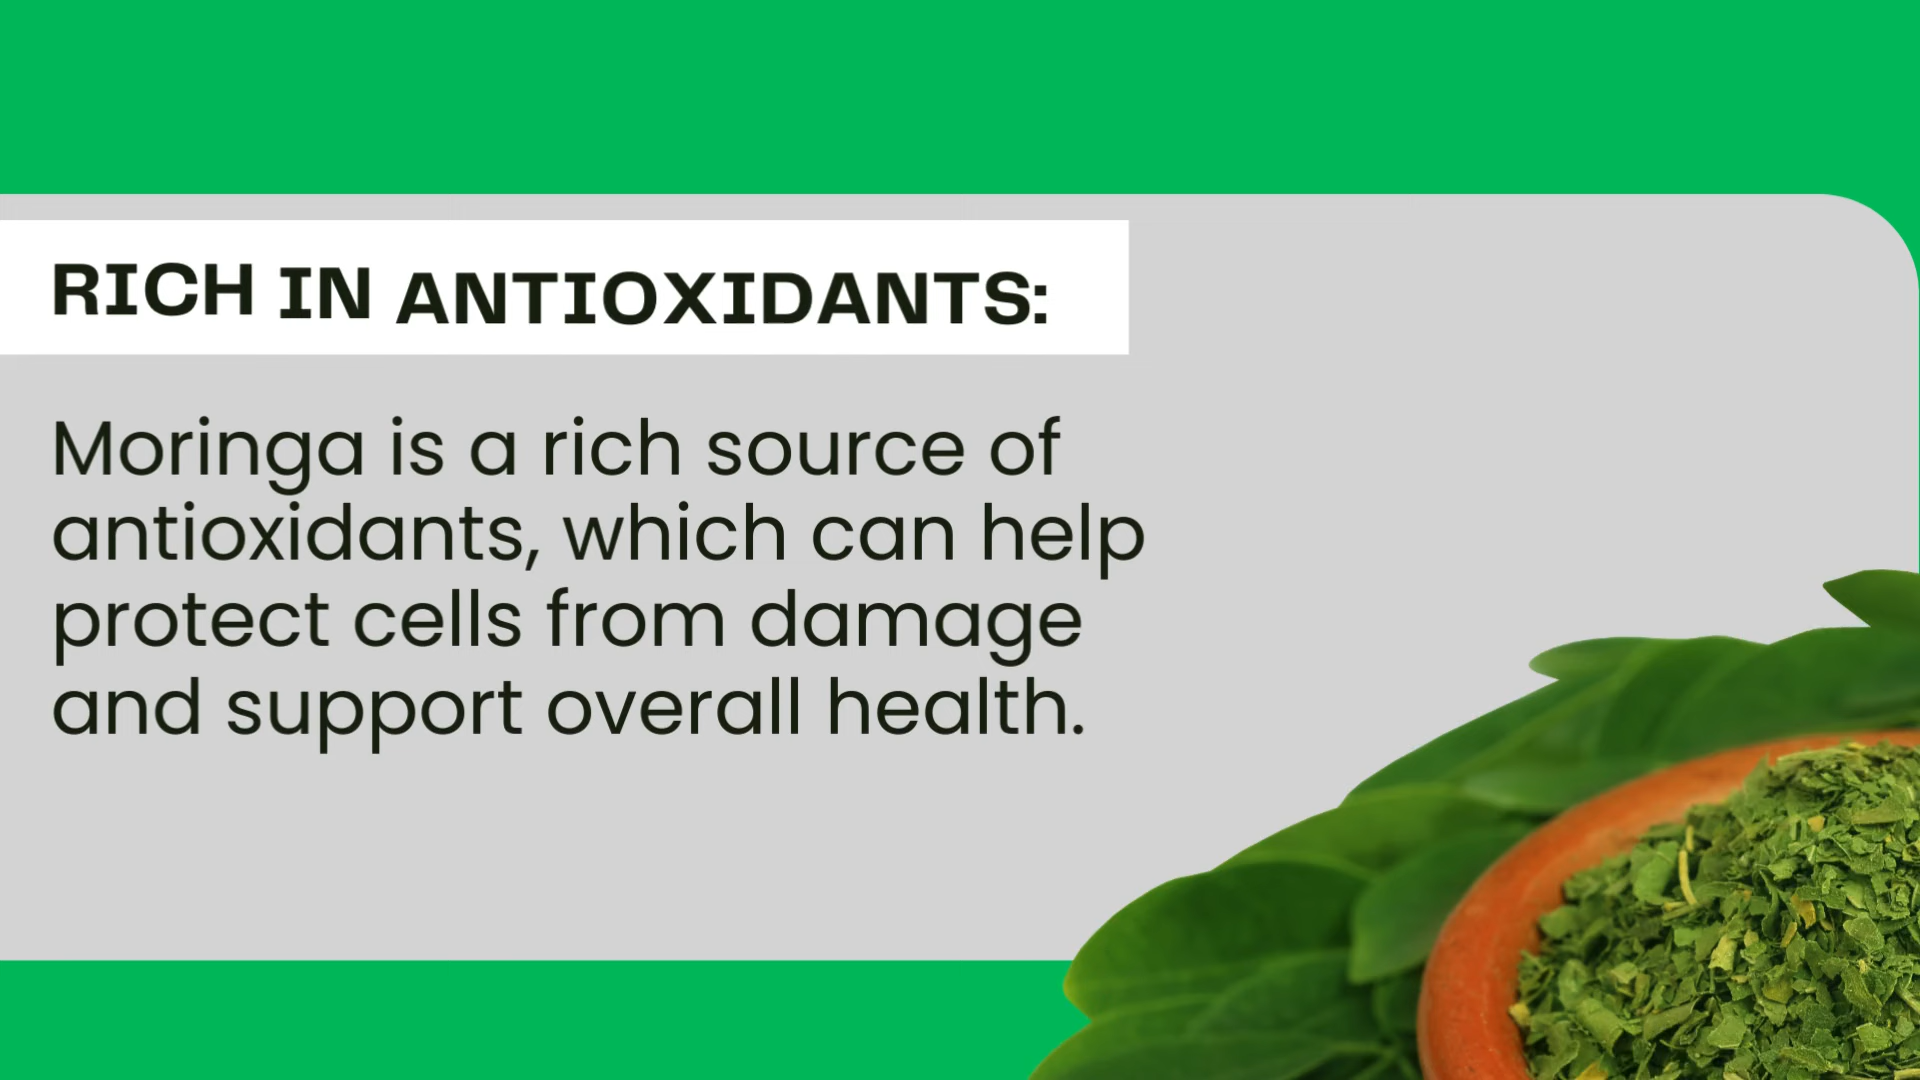 RICH IN ANTIOXIDANTS:
Moringa is a rich source of
antioxidants, which can help
protect cells from damage
and support overall health.